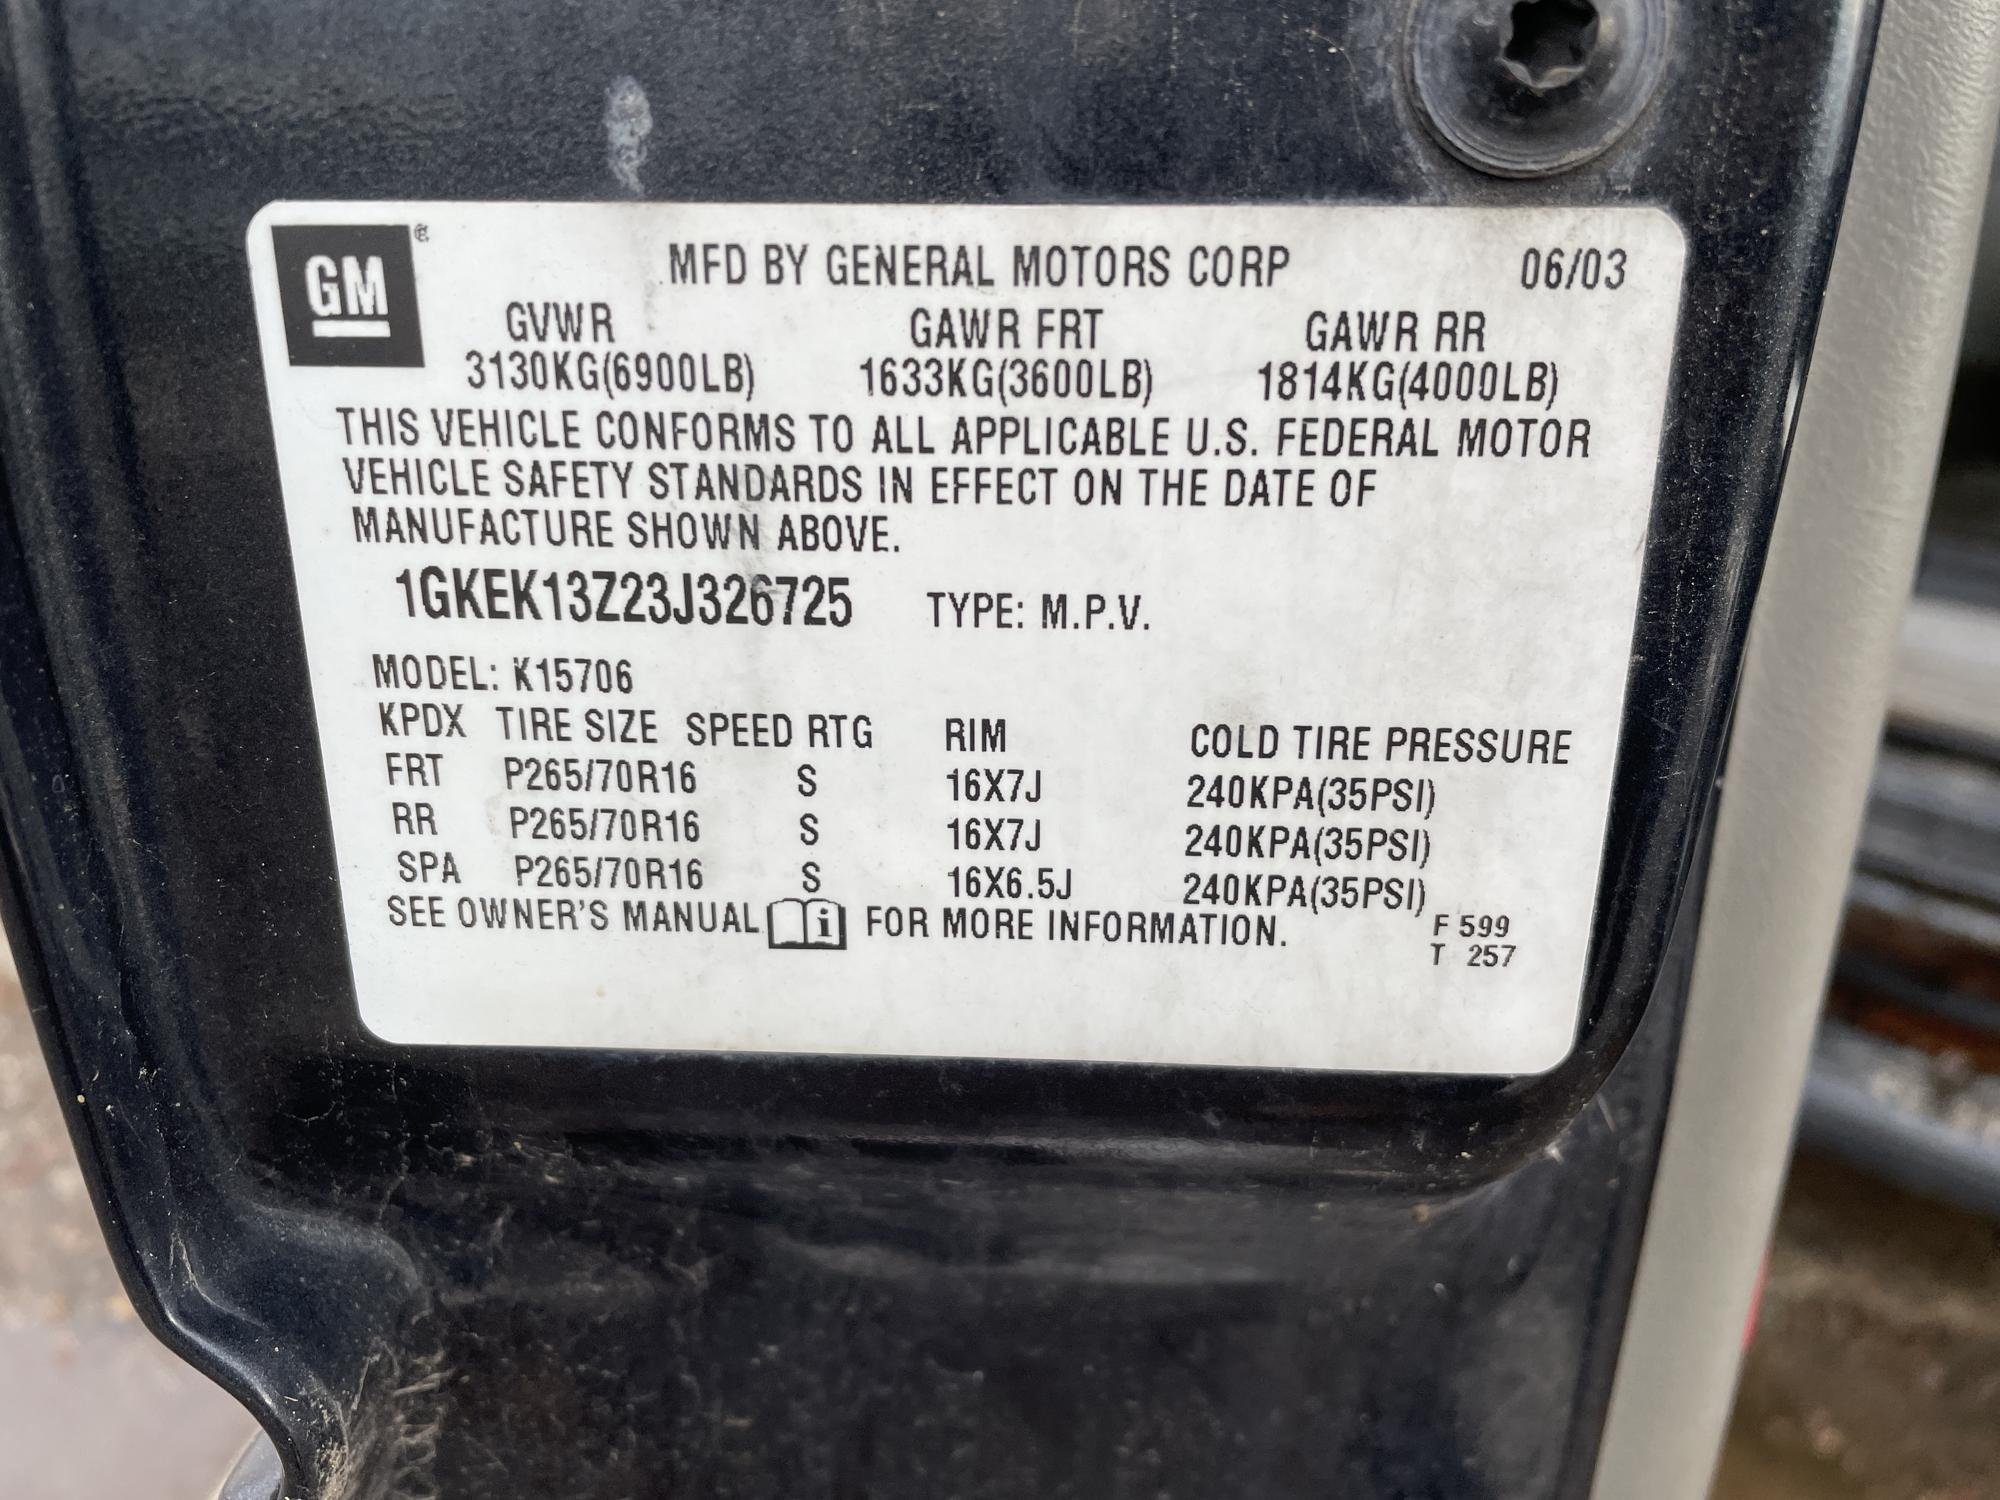 GM
MFD BY GENERAL MOTORS CORP 06/03
GVWR GAWR FRT GAWR RR
3130KG(6900LB) 1633KG(3600LB) 1814KG(4000LB)
THIS VEHICLE CONFORMS TO ALL APPLICABLE U.S. FEDERAL MOTOR
VEHICLE SAFETY STANDARDS IN EFFECT ON THE DATE OF
MANUFACTURE SHOWN ABOVE.
1GKEK13Z23J326725 TYPE: M.P.V.
MODEL: K15706
KPDX TIRE SIZE SPEED RTG RIM COLD TIRE PRESSURE
FRT P265/70R16 S 16X7J 240KPA(35PSI)
RR P265/70R16 S 16X7J 240KPA(35PSI)
SPA P265/70R16 S 16X6.5J 240KPA(35PSI)
SEE OWNER'S MANUAL i FOR MORE INFORMATION.
F 599
T 257